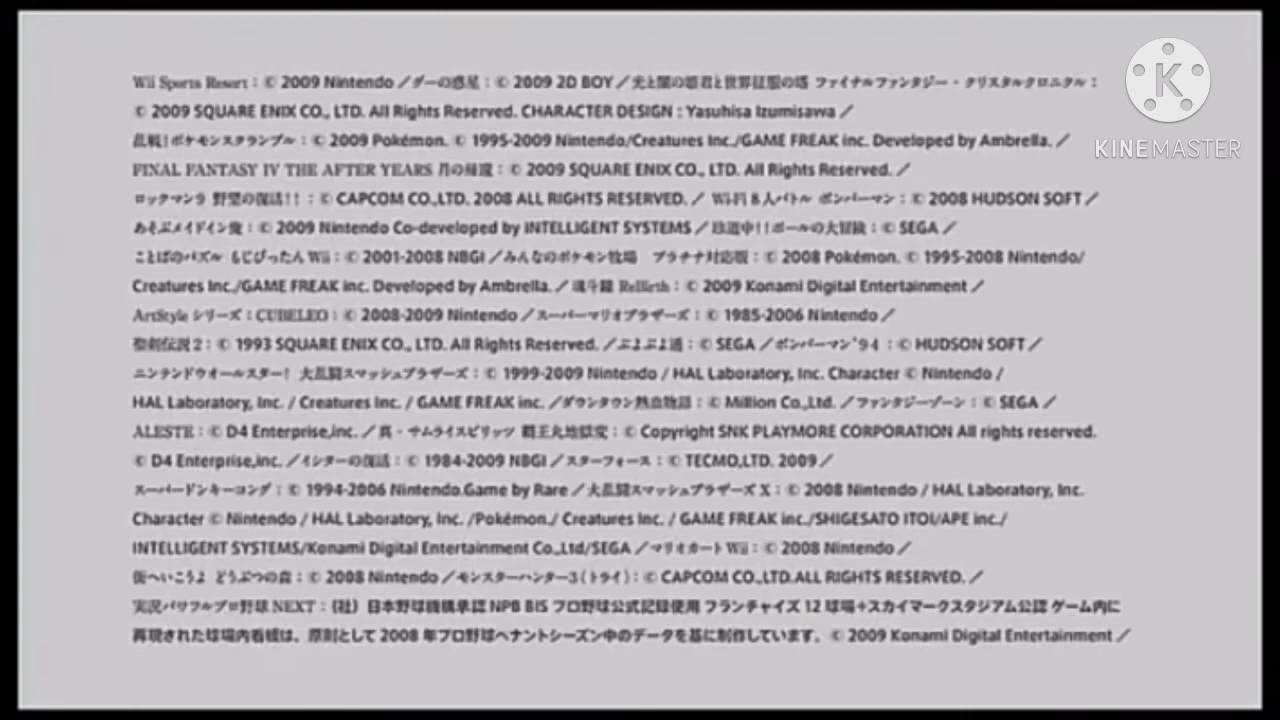 Wii Sports Resort：© 2009 Nintendo ／グーの惑星：© 2009 2D BOY ／光と闇の姫君と世界征服の塔 ファイナルファンタジー・クリスタルクロニクル：
© 2009 SQUARE ENIX CO., LTD. All Rights Reserved. CHARACTER DESIGN : Yasuhisa Izumisawa ／
乱戦！ポケモンスクランブル：© 2009 Pokémon. © 1995-2009 Nintendo/Creatures Inc./GAME FREAK inc. Developed by Ambrella. ／
FINAL FANTASY IV THE AFTER YEARS 月の帰還：© 2009 SQUARE ENIX CO., LTD. All Rights Reserved. ／
ロックマン9 野望の復活!!：© CAPCOM CO.,LTD. 2008 ALL RIGHTS RESERVED. ／ Wi-Fi 8人バトル ボンバーマン：© 2008 HUDSON SOFT ／
あそぶメイドイン俺：© 2009 Nintendo Co-developed by INTELLIGENT SYSTEMS ／珍道中!!ポールの大冒険：© SEGA ／
ことばのパズル もじぴったんWii：© 2001-2008 NBGI ／みんなのポケモン牧場　プラチナ対応版：© 2008 Pokémon. © 1995-2008 Nintendo/
Creatures Inc./GAME FREAK inc. Developed by Ambrella. ／魂斗羅 ReBirth：© 2009 Konami Digital Entertainment ／
ArtStyle シリーズ：CUBELEO：© 2008-2009 Nintendo ／スーパーマリオブラザーズ：© 1985-2006 Nintendo ／
聖剣伝説2：© 1993 SQUARE ENIX CO., LTD. All Rights Reserved. ／ぷよぷよ通：© SEGA ／ボンバーマン'94 ：© HUDSON SOFT ／
ニンテンドウオールスター！ 大乱闘スマッシュブラザーズ：© 1999-2009 Nintendo / HAL Laboratory, Inc. Character © Nintendo /
HAL Laboratory, Inc. / Creatures Inc. / GAME FREAK inc. ／ダウンタウン熱血物語：© Million Co.,Ltd. ／ファンタジーゾーン：© SEGA ／
ALESTE：© D4 Enterprise,inc. ／真・サムライスピリッツ 覇王丸地獄変：© Copyright SNK PLAYMORE CORPORATION All rights reserved.
© D4 Enterprise,inc. ／イシターの復活：© 1984-2009 NBGI ／スターフォース：© TECMO,LTD. 2009 ／
スーパードンキーコング：© 1994-2006 Nintendo.Game by Rare ／大乱闘スマッシュブラザーズX：© 2008 Nintendo / HAL Laboratory, Inc.
Character © Nintendo / HAL Laboratory, Inc. /Pokémon./ Creatures Inc. / GAME FREAK inc./SHIGESATO ITOI/APE inc./
INTELLIGENT SYSTEMS/Konami Digital Entertainment Co.,Ltd/SEGA ／マリオカートWii：© 2008 Nintendo ／
街へいこうよ どうぶつの森：© 2008 Nintendo ／モンスターハンター3（トライ）：© CAPCOM CO.,LTD.ALL RIGHTS RESERVED. ／
実況パワフルプロ野球 NEXT：（社）日本野球機構承認 NPB BIS プロ野球公式記録使用 フランチャイズ 12 球場＋スカイマークスタジアム公認 ゲーム内に
再現された球場内看板は、原則として 2008 年プロ野球ペナントシーズン中のデータを基に制作しています。© 2009 Konami Digital Entertainment ／
K
KINEMASTER